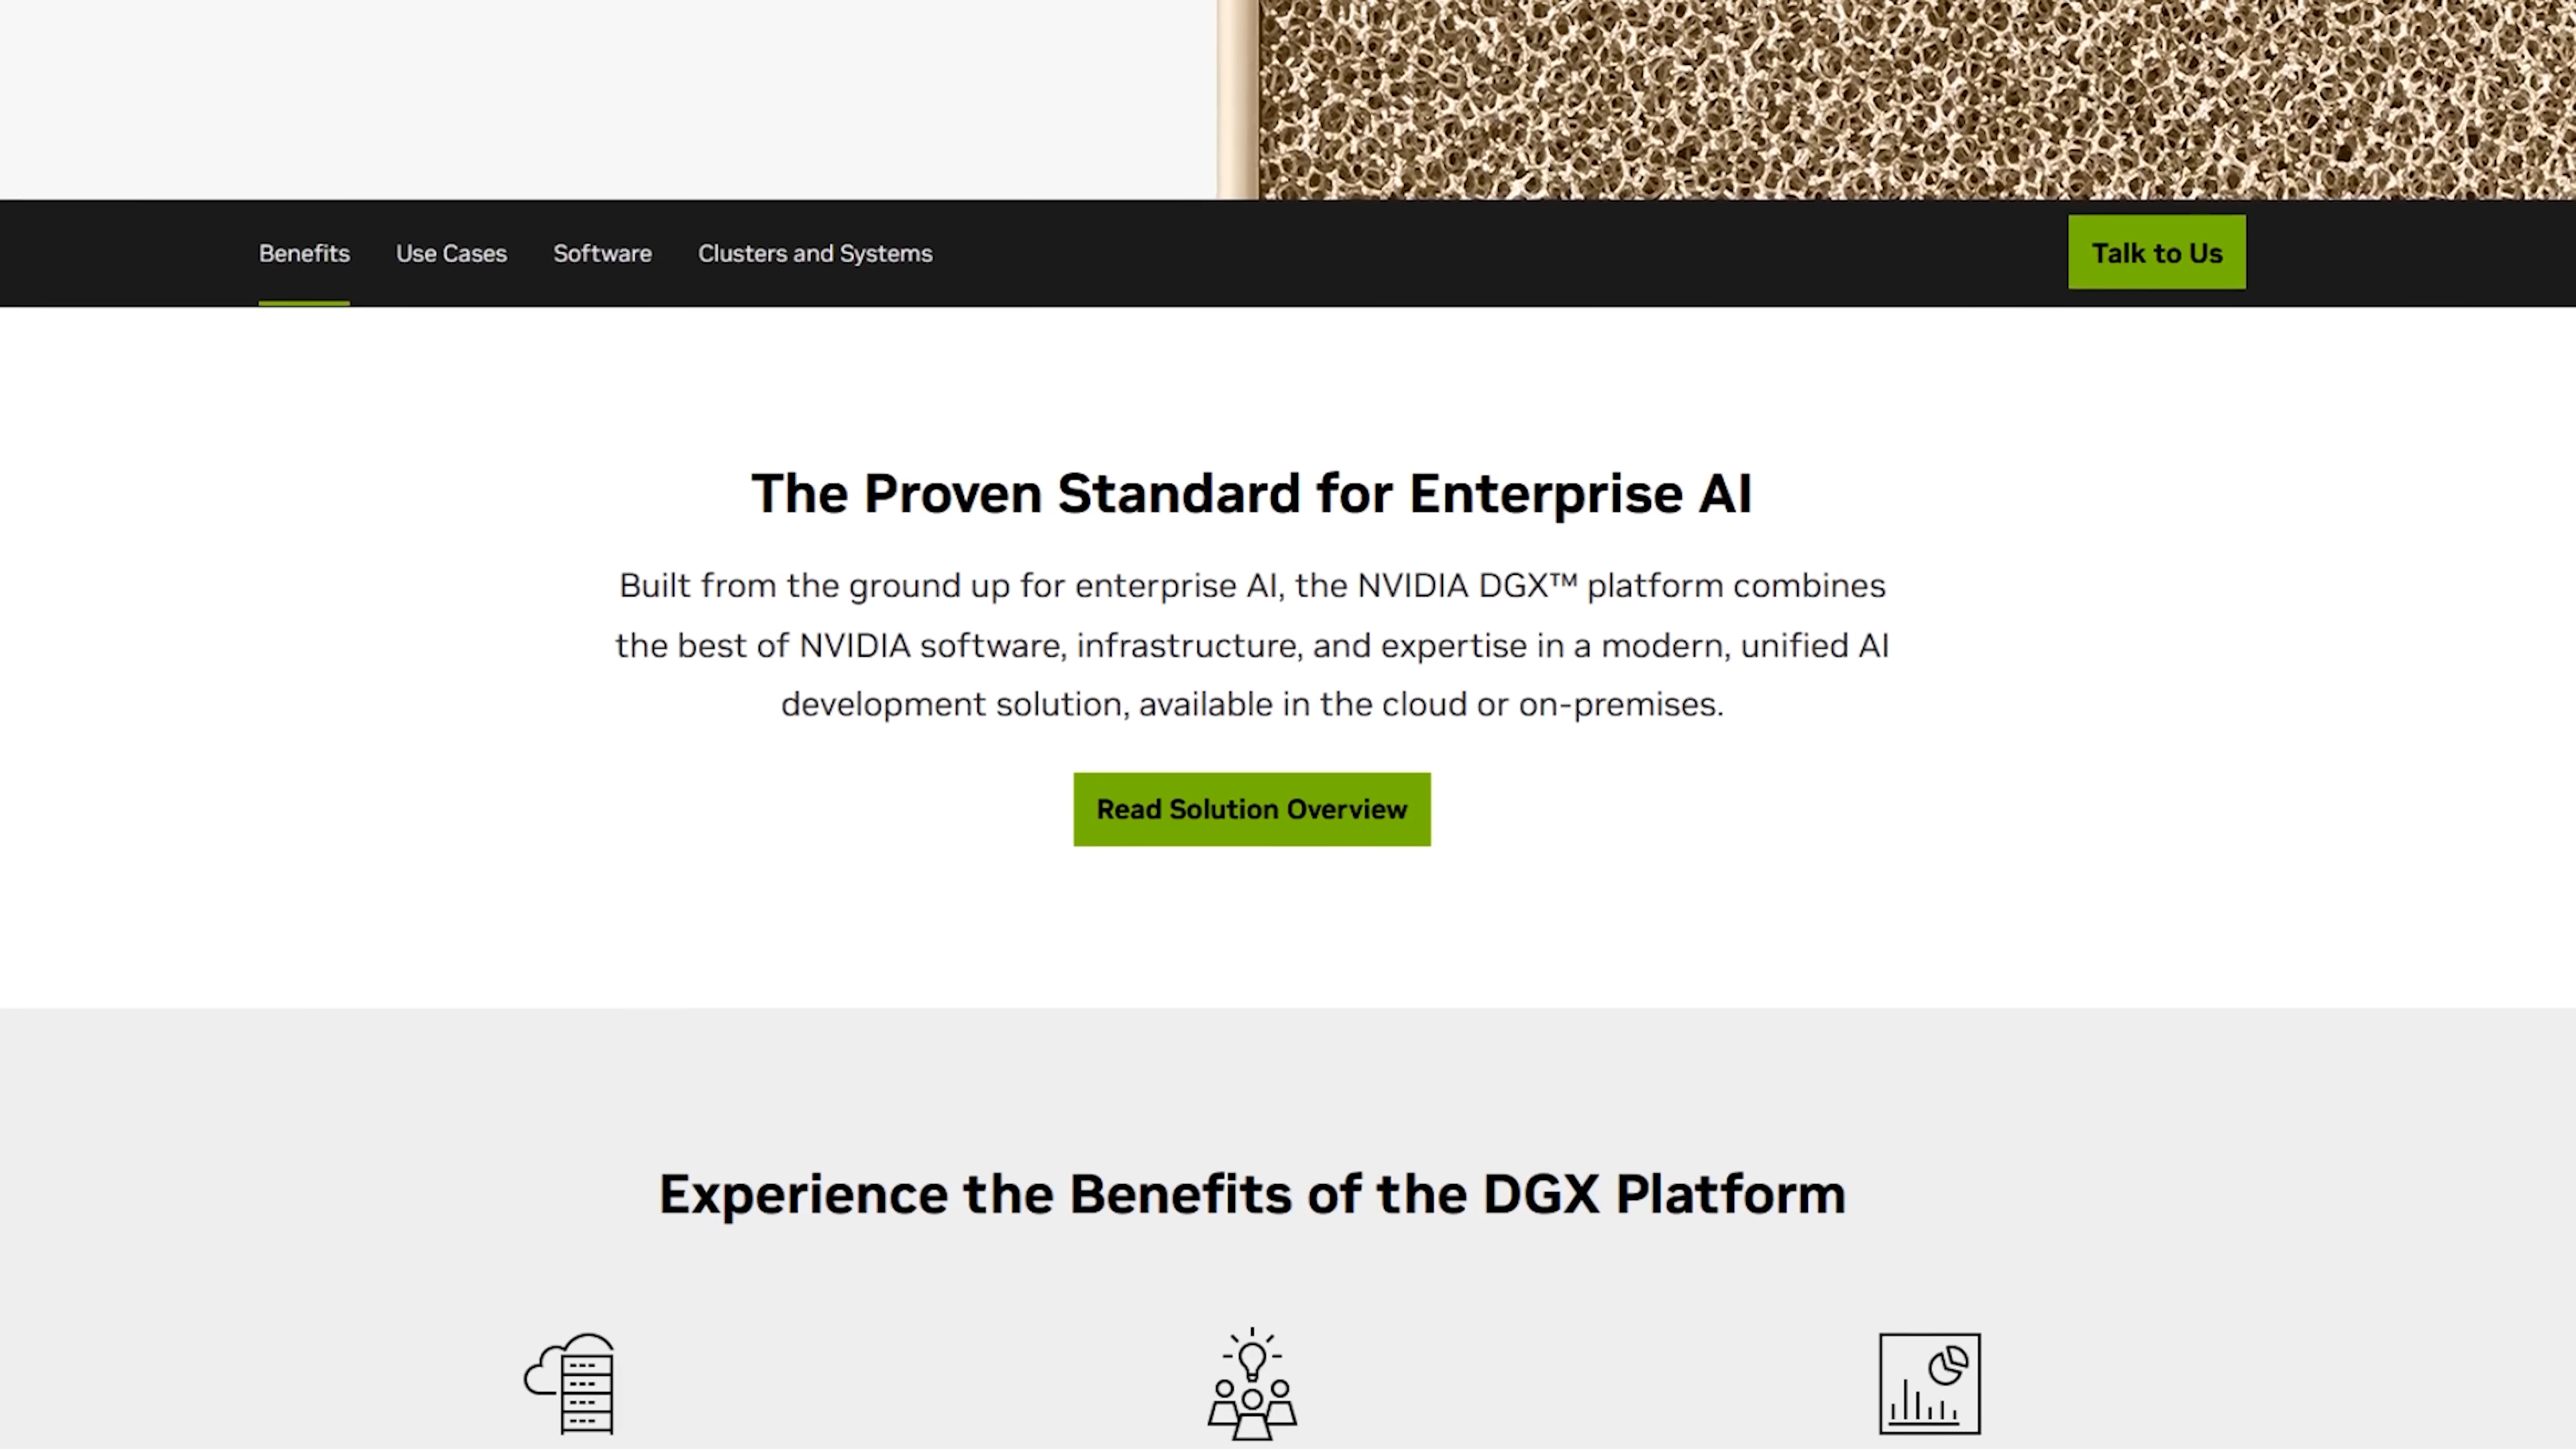 Benefits
Use Cases
Software
Clusters and Systems
Talk to Us
The Proven Standard for Enterprise AI
Built from the ground up for enterprise AI, the NVIDIA DGX™ platform combines
the best of NVIDIA software, infrastructure, and expertise in a modern, unified AI
development solution, available in the cloud or on-premises.
Read Solution Overview
Experience the Benefits of the DGX Platform